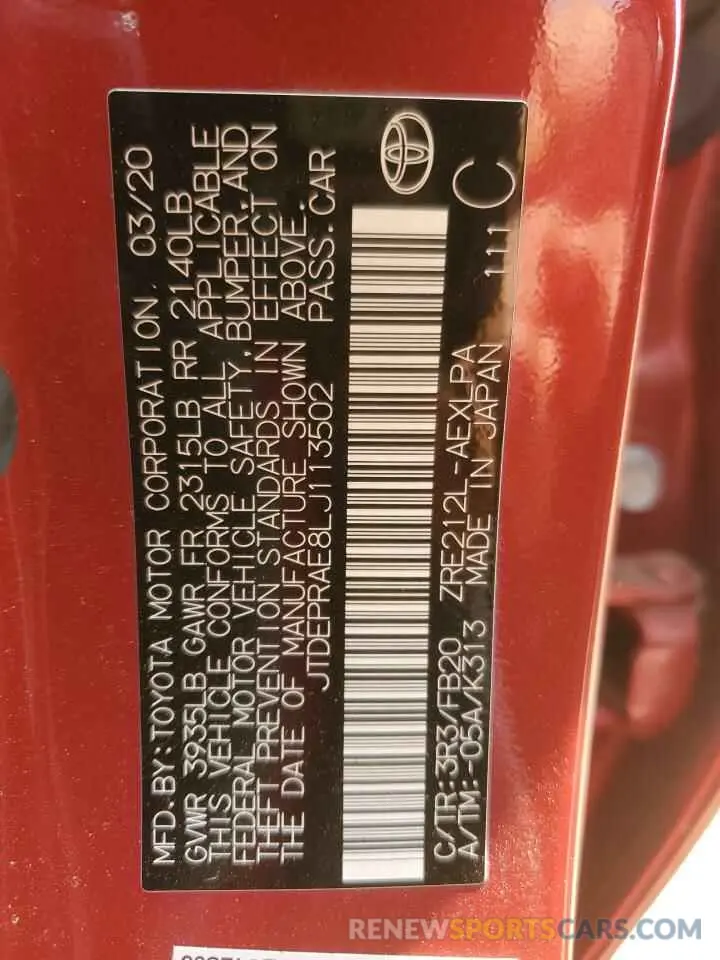 MFD.BY:TOYOTA MOTOR CORPORATION. 03/20
GVWR 3935LB GAWR FR 2315LB RR 2140LB
THIS VEHICLE CONFORMS TO ALL APPLICABLE
FEDERAL MOTOR VEHICLE SAFETY,BUMPER,AND
THEFT PREVENTION STANDARDS IN EFFECT ON
THE DATE OF MANUFACTURE SHOWN ABOVE.
JTDEPRAE8LJ113502 PASS.CAR
C/TR:3R3/FB20 ZRE212L-AEXLPA
A/TM:-05A/K313 MADE IN JAPAN 111 C
RENEWSPORTSCARS.COM